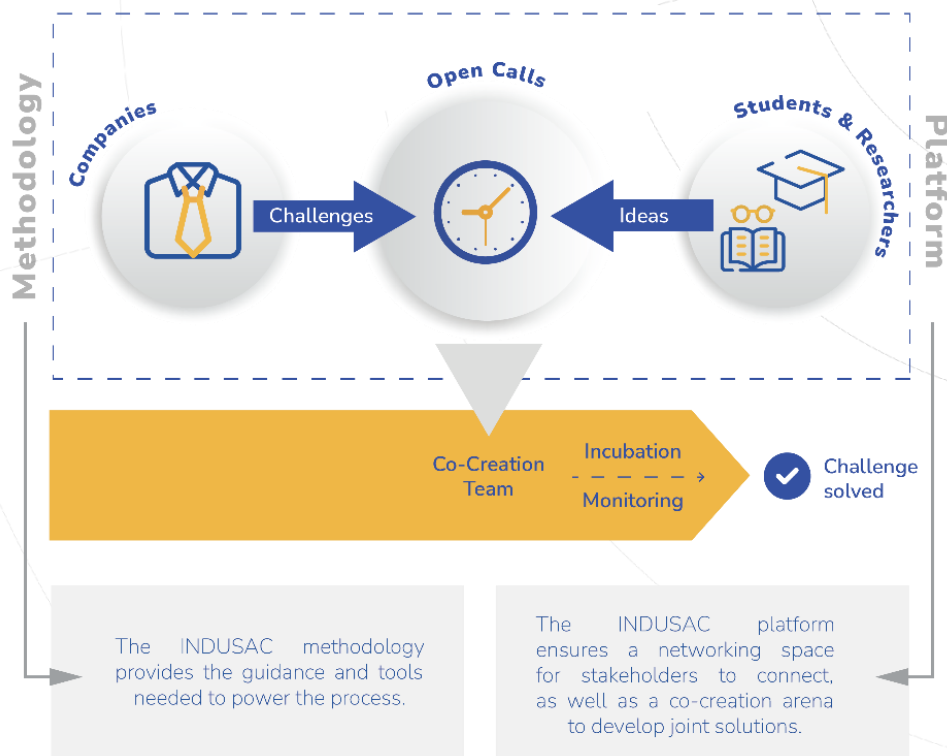 Open Calls
Companies
Students & Researchers
Methodology
Platform
Challenges
Ideas
Co-Creation
Team
Incubation
Monitoring
Challenge
solved
The INDUSAC methodology
provides the guidance and tools
needed to power the process.
The INDUSAC platform
ensures a networking space
for stakeholders to connect,
as well as a co-creation arena
to develop joint solutions.